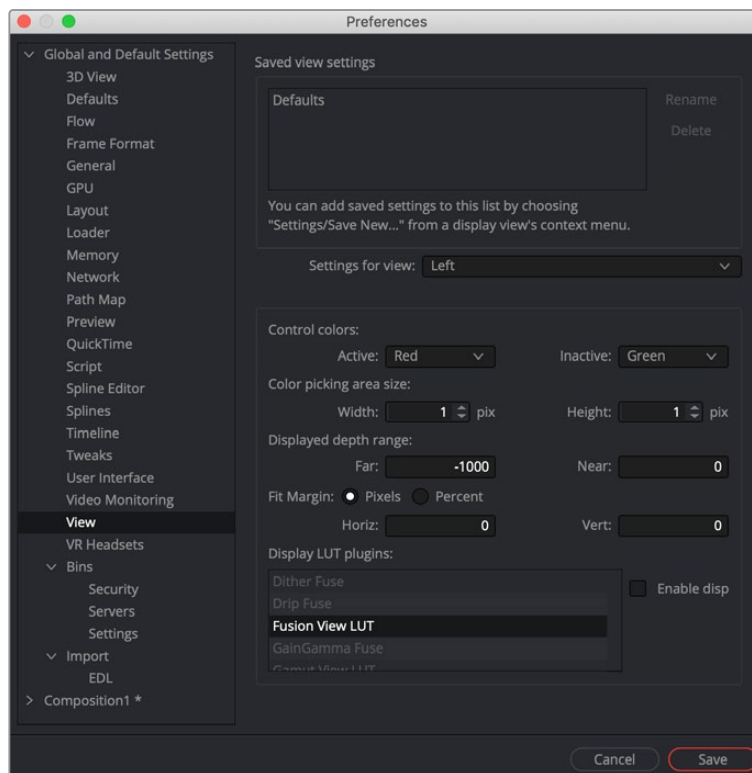 Preferences
Global and Default Settings
3D View
Defaults
Flow
Frame Format
General
GPU
Layout
Loader
Memory
Network
Path Map
Preview
QuickTime
Script
Spline Editor
Splines
Timeline
Tweaks
User Interface
Video Monitoring
View
VR Headsets
Bins
Security
Servers
Settings
Import
EDL
Composition1 *
Saved view settings
Defaults
Rename
Delete
You can add saved settings to this list by choosing
"Settings/Save New..." from a display view's context menu.
Settings for view: Left
Control colors:
Active: Red Inactive: Green
Color picking area size:
Width: 1 pix Height: 1 pix
Displayed depth range:
Far: -1000 Near: 0
Fit Margin: Pixels Percent
Horiz: 0 Vert: 0
Display LUT plugins:
Dither Fuse
Drip Fuse
Fusion View LUT
GainGamma Fuse
Gamut View LUT
Enable disp
Cancel Save